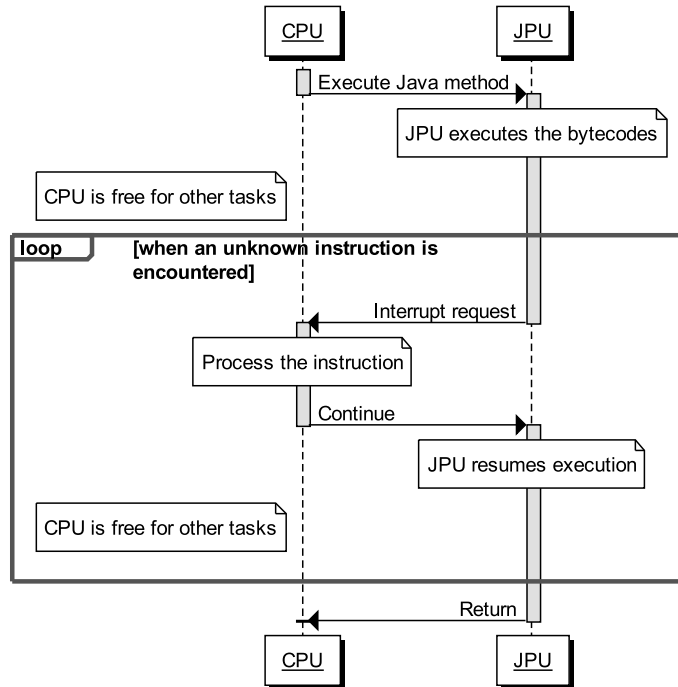 CPU
JPU
Execute Java method
JPU executes the bytecodes
CPU is free for other tasks
loop
[when an unknown instruction is
encountered]
Interrupt request
Process the instruction
Continue
JPU resumes execution
CPU is free for other tasks
Return
CPU
JPU